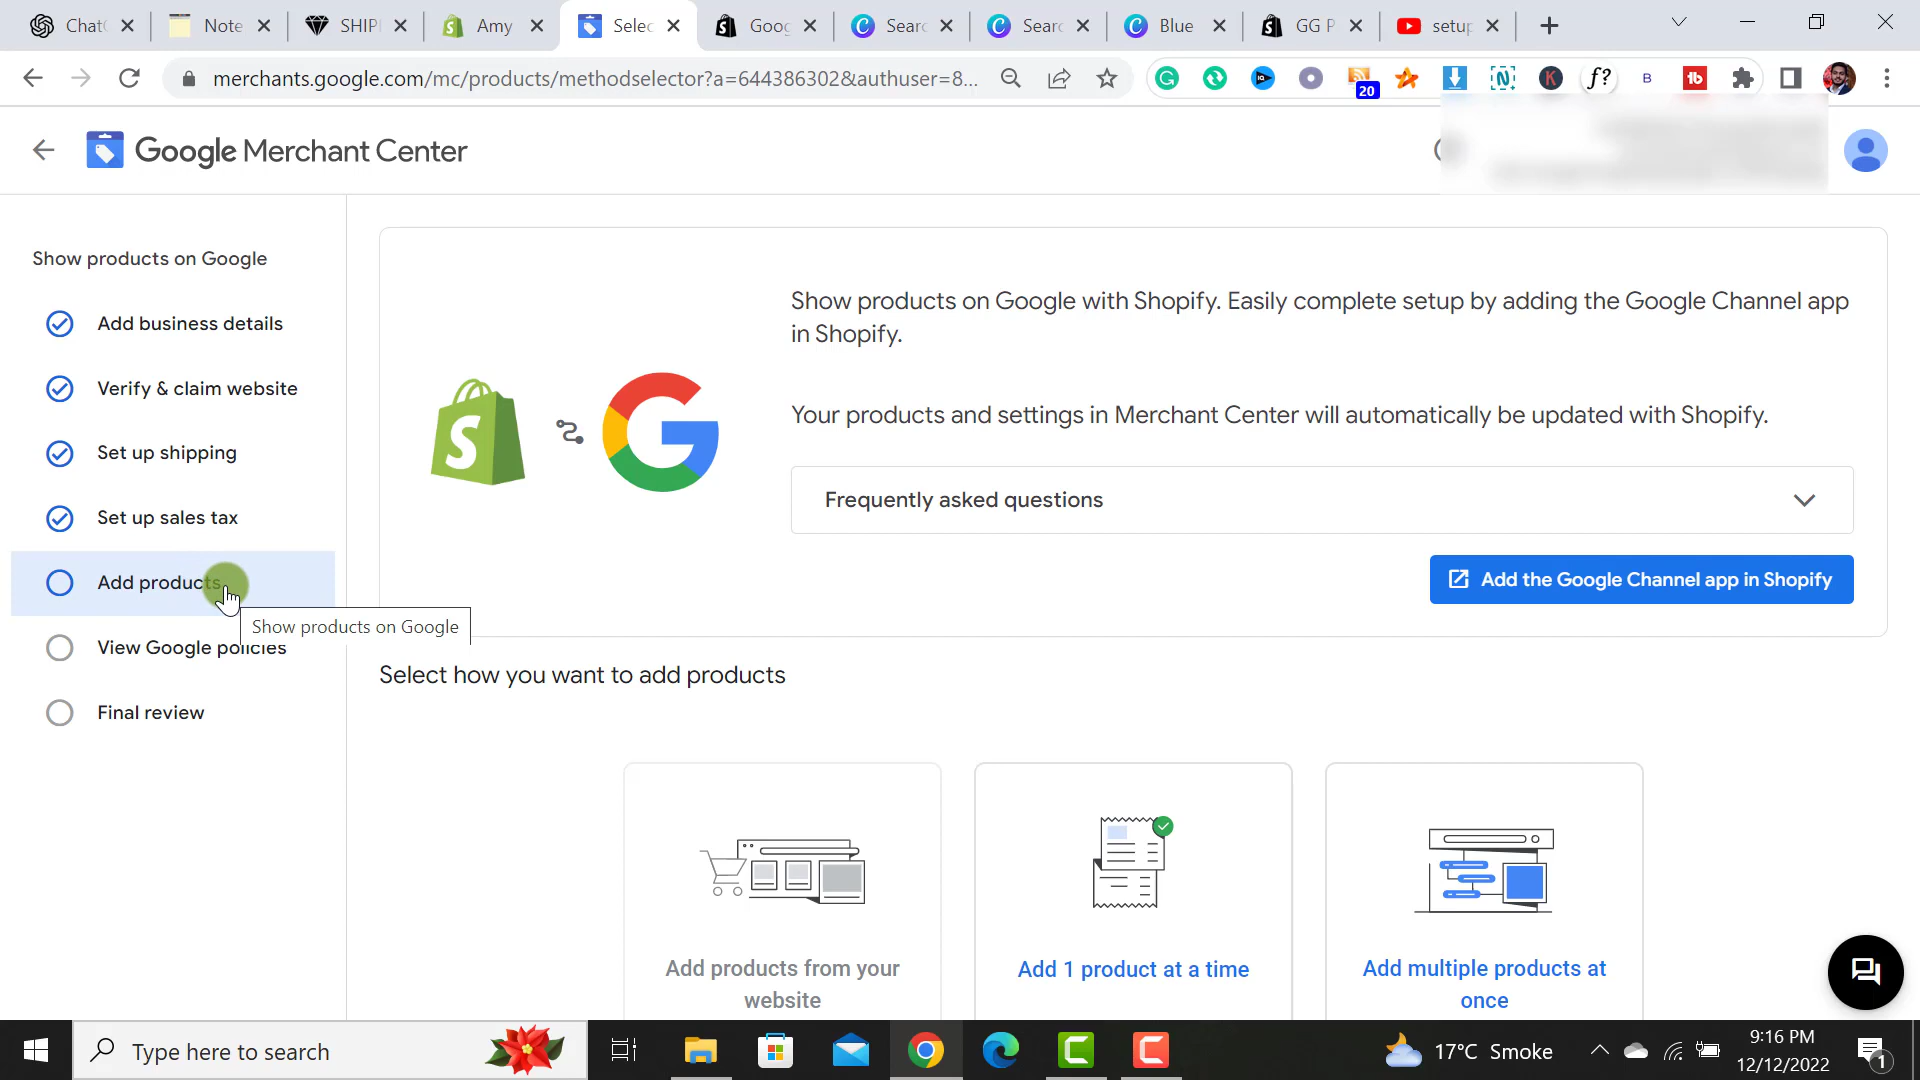 Chat
Note
SHIPI
Amy
Selec
Goog
Searc
Searc
Blue
GG P
setup
merchants.google.com/mc/products/methodselector?a=644386302&authuser=8...
20
Google Merchant Center
Show products on Google
Add business details
Verify & claim website
Set up shipping
Set up sales tax
Add products
Show products on Google
View Google policies
Final review
Show products on Google with Shopify. Easily complete setup by adding the Google Channel app
in Shopify.
Your products and settings in Merchant Center will automatically be updated with Shopify.
Frequently asked questions
Add the Google Channel app in Shopify
Select how you want to add products
Add products from your
website
Add 1 product at a time
Add multiple products at
once
Type here to search
17°C Smoke
9:16 PM
12/12/2022
1